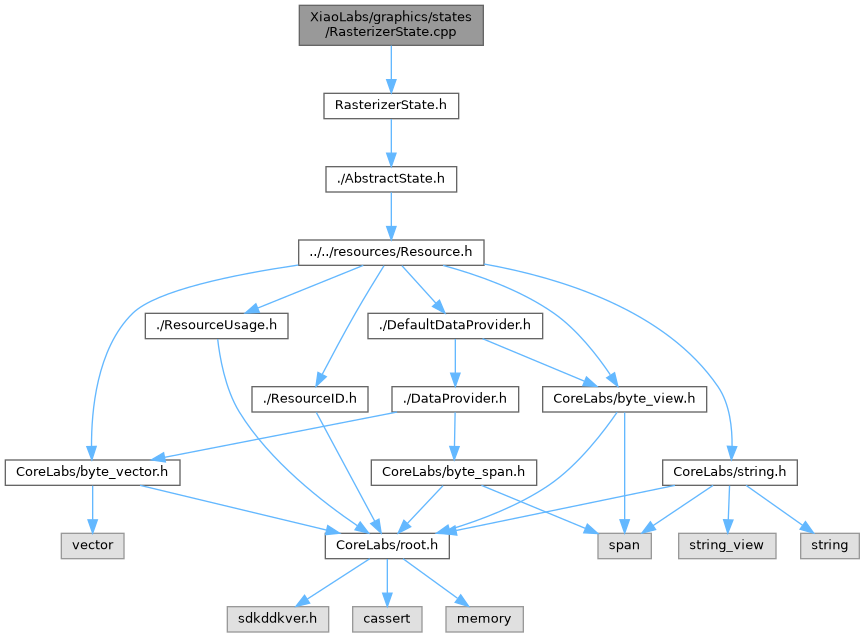 XiaoLabs/graphics/states
/RasterizerState.cpp
RasterizerState.h
./AbstractState.h
../../resources/Resource.h
./ResourceUsage.h
./DefaultDataProvider.h
./ResourceID.h
./DataProvider.h
CoreLabs/byte_view.h
CoreLabs/byte_vector.h
CoreLabs/byte_span.h
CoreLabs/string.h
vector
CoreLabs/root.h
span
string_view
string
sdkddkver.h
cassert
memory